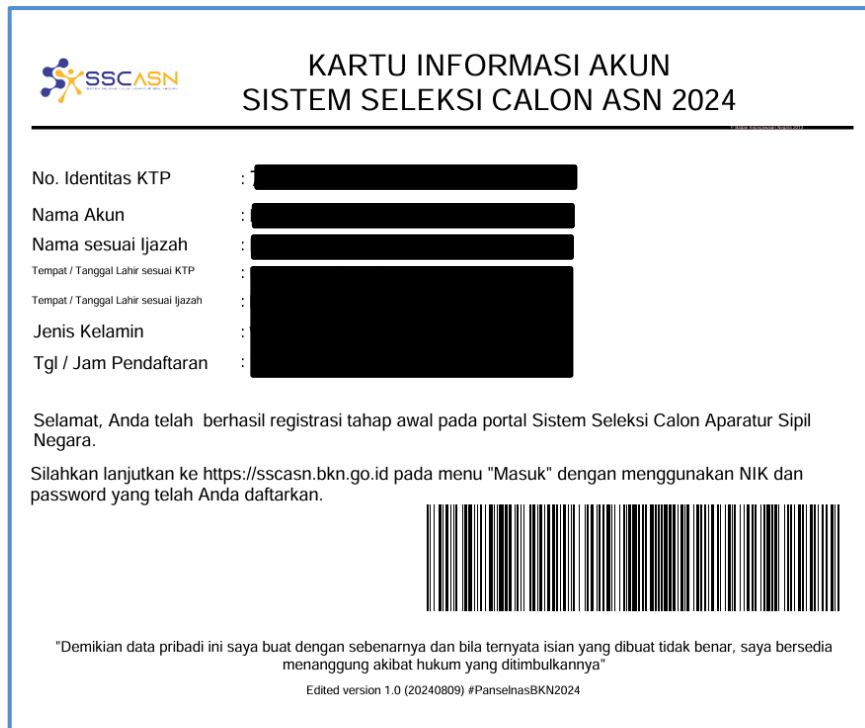 SSCASN
KARTU INFORMASI AKUN
SISTEM SELEKSI CALON ASN 2024
No. Identitas KTP :
Nama Akun :
Nama sesuai Ijazah :
Tempat / Tanggal Lahir sesuai KTP :
Tempat / Tanggal Lahir sesuai Ijazah :
Jenis Kelamin :
Tgl / Jam Pendaftaran :
Selamat, Anda telah berhasil registrasi tahap awal pada portal Sistem Seleksi Calon Aparatur Sipil
Negara.
Silahkan lanjutkan ke https://sscasn.bkn.go.id pada menu "Masuk" dengan menggunakan NIK dan
password yang telah Anda daftarkan.
"Demikian data pribadi ini saya buat dengan sebenarnya dan bila ternyata isian yang dibuat tidak benar, saya bersedia
menanggung akibat hukum yang ditimbulkannya"
Edited version 1.0 (20240809) #PanselnasBKN2024